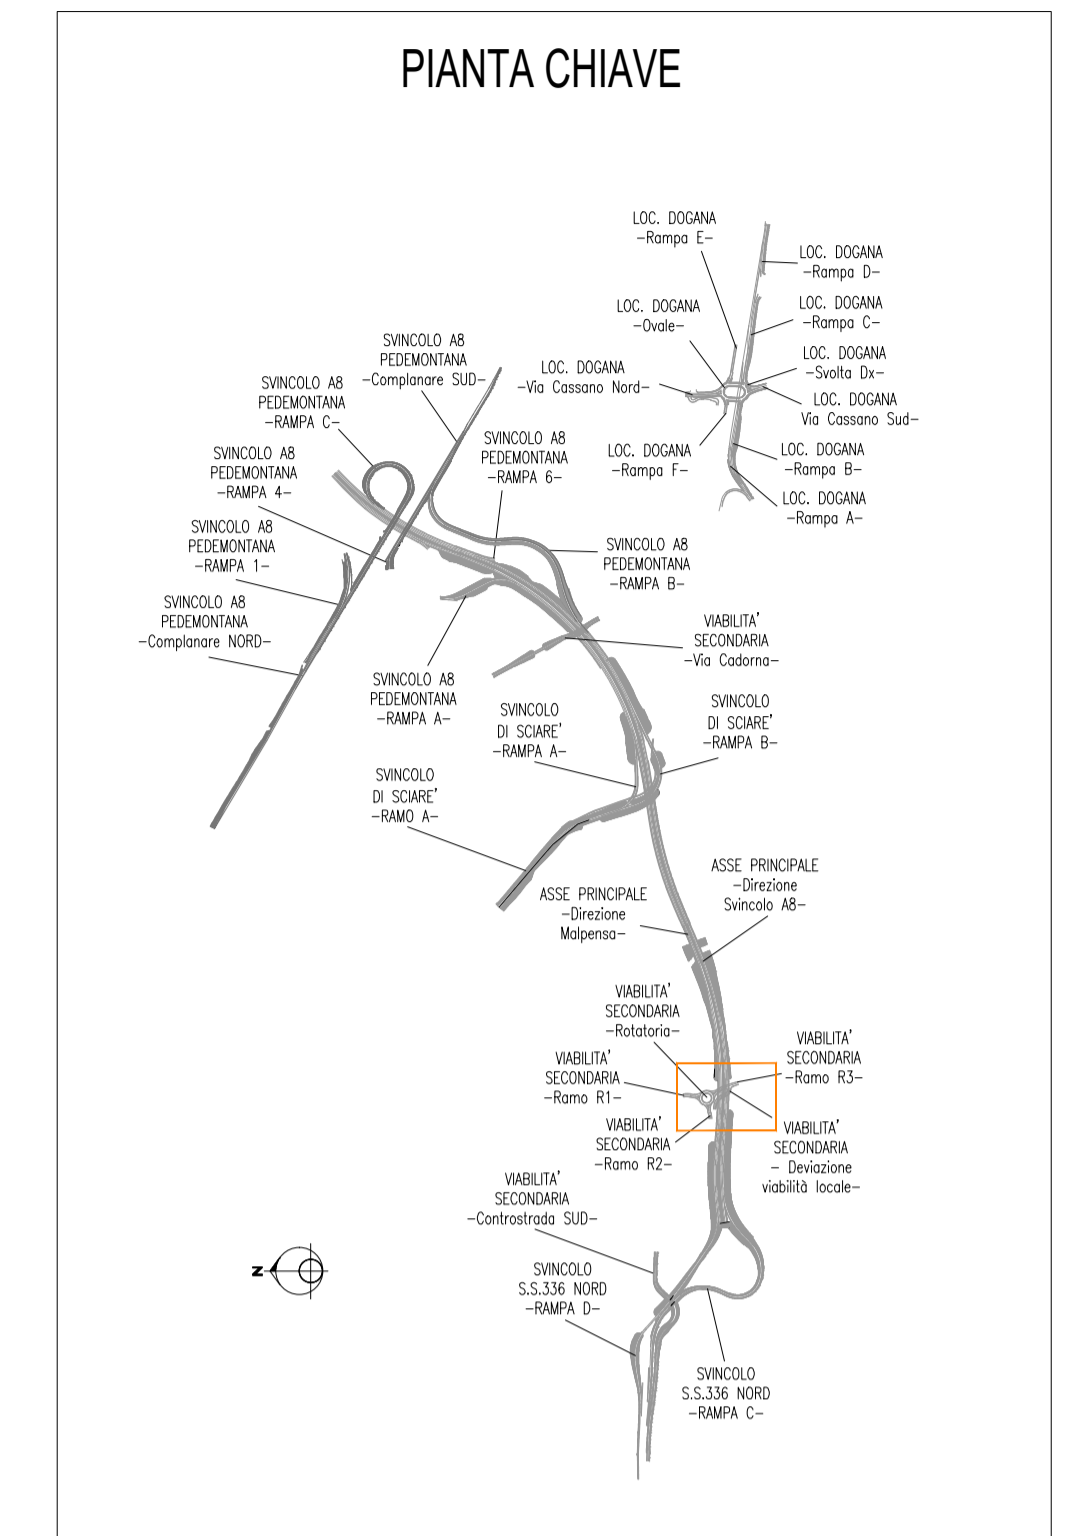 PIANTA CHIAVE
LOC. DOGANA
-Rampa E-
LOC. DOGANA
-Rampa D-
LOC. DOGANA
-Ovale-
LOC. DOGANA
-Rampa C-
LOC. DOGANA
-Svolta Dx-
LOC. DOGANA
-Via Cassano Nord-
LOC. DOGANA
Via Cassano Sud-
LOC. DOGANA
-Rampa F-
LOC. DOGANA
-Rampa B-
LOC. DOGANA
-Rampa A-
SVINCOLO A8
PEDEMONTANA
-Complanare SUD-
SVINCOLO A8
PEDEMONTANA
-RAMPA C-
SVINCOLO A8
PEDEMONTANA
-RAMPA 6-
SVINCOLO A8
PEDEMONTANA
-RAMPA 4-
SVINCOLO A8
PEDEMONTANA
-RAMPA 1-
SVINCOLO A8
PEDEMONTANA
-RAMPA B-
SVINCOLO A8
PEDEMONTANA
-Complanare NORD-
VIABILITA'
SECONDARIA
-Via Cadorna-
SVINCOLO A8
PEDEMONTANA
-RAMPA A-
SVINCOLO
DI SCIARE'
-RAMPA A-
SVINCOLO
DI SCIARE'
-RAMPA B-
SVINCOLO
DI SCIARE'
-RAMO A-
ASSE PRINCIPALE
-Direzione
Svincolo A8-
ASSE PRINCIPALE
-Direzione
Malpensa-
VIABILITA'
SECONDARIA
-Rotatoria-
VIABILITA'
SECONDARIA
-Ramo R3-
VIABILITA'
SECONDARIA
-Ramo R1-
VIABILITA'
SECONDARIA
-Ramo R2-
VIABILITA'
SECONDARIA
- Deviazione
viabilità locale-
VIABILITA'
SECONDARIA
-Controstrada SUD-
N
SVINCOLO
S.S.336 NORD
-RAMPA D-
SVINCOLO
S.S.336 NORD
-RAMPA C-